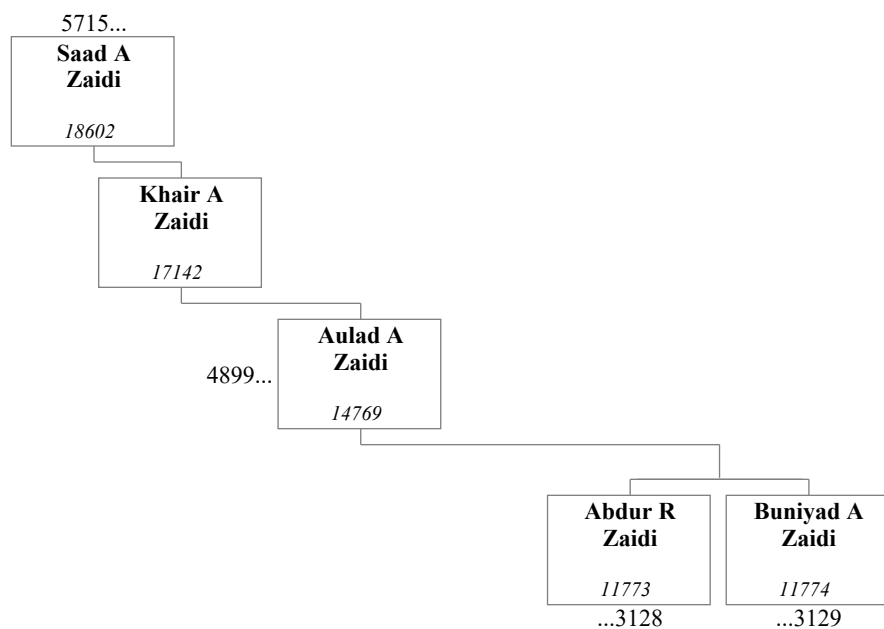 5715...
Saad A
Zaidi
18602
Khair A
Zaidi
17142
Aulad A
Zaidi
4899...
14769
Abdur R
Zaidi
11773
...3128
Buniyad A
Zaidi
11774
...3129